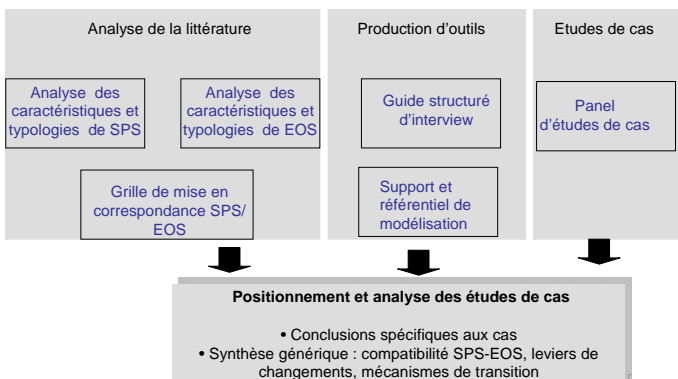 Analyse de la littérature
Production d'outils
Etudes de cas
Analyse des
caractéristiques et
typologies de SPS
Analyse des
caractéristiques et
typologies de EOS
Guide structuré
d'interview
Panel
d'études de cas
Grille de mise en
correspondance SPS/
EOS
Support et
référentiel de
modélisation
Positionnement et analyse des études de cas
• Conclusions spécifiques aux cas
• Synthèse générique : compatibilité SPS-EOS, leviers de
changements, mécanismes de transition